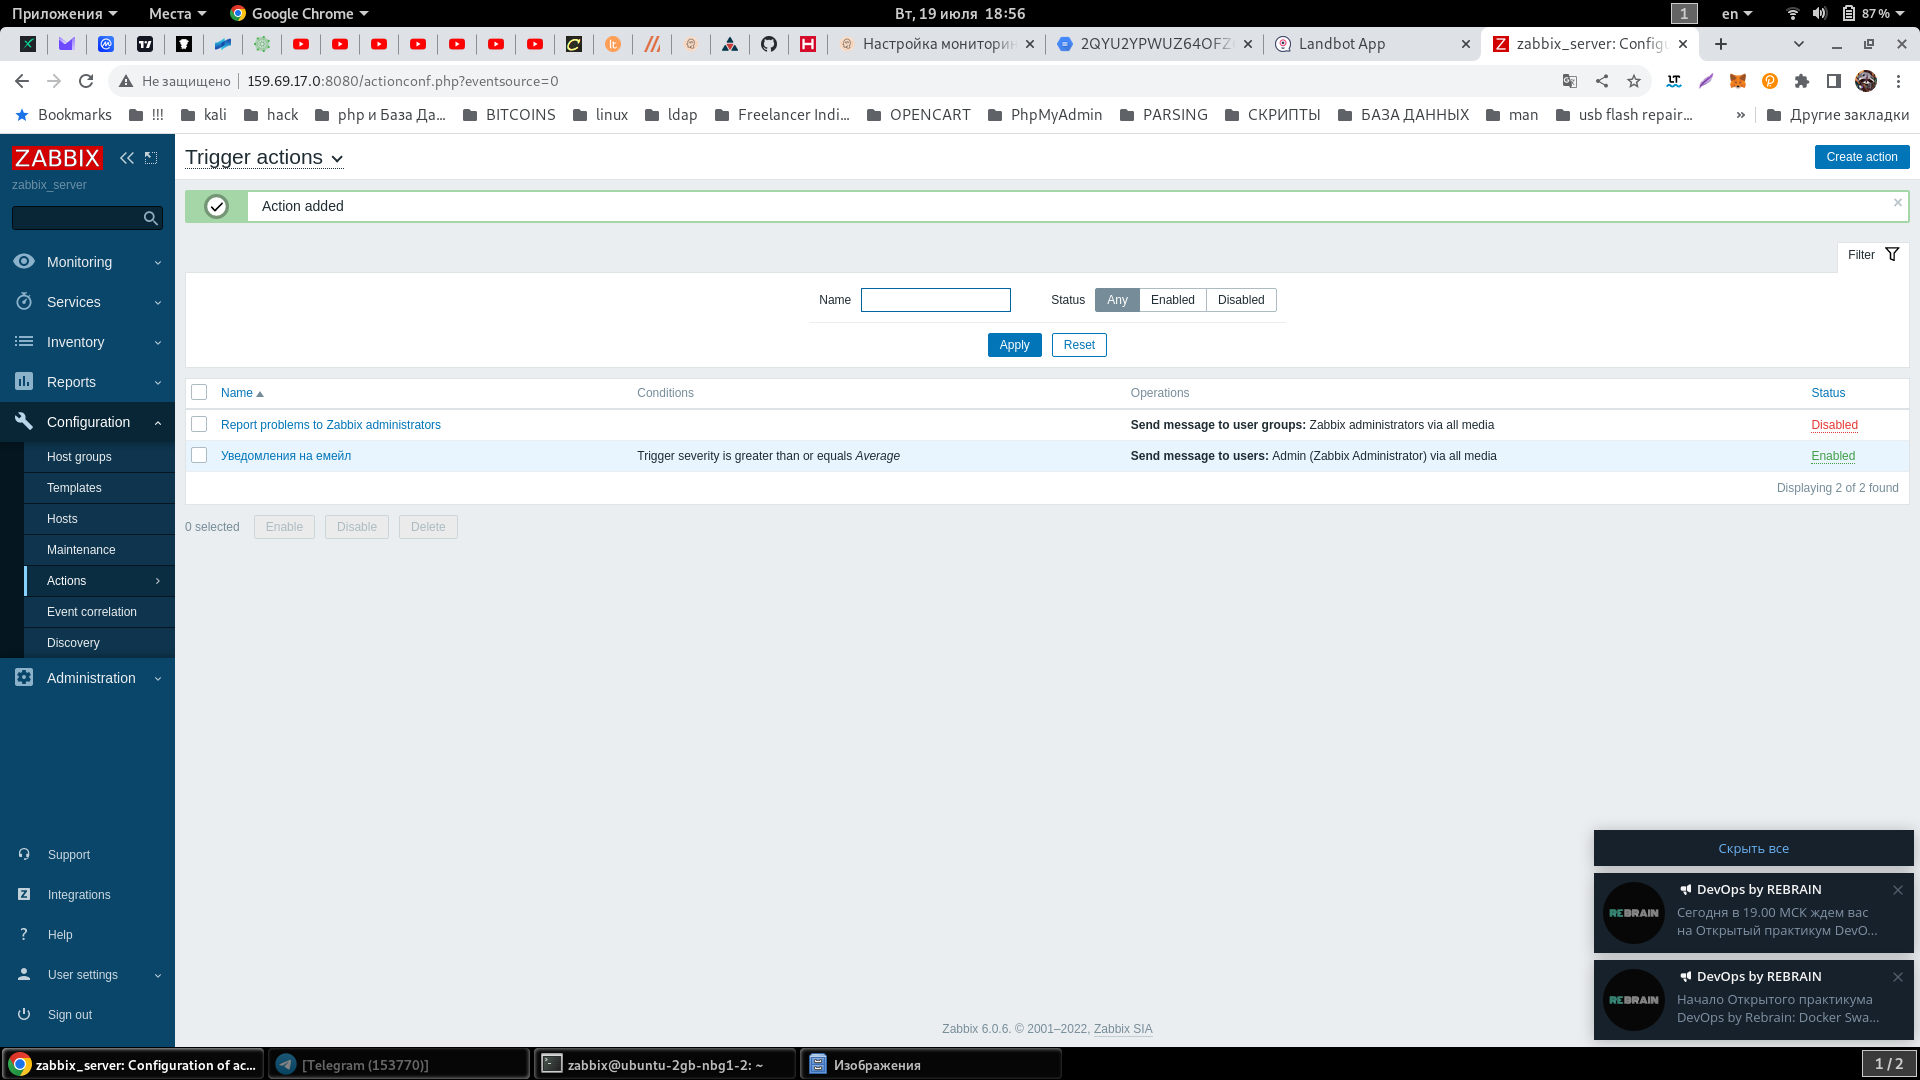 Приложения
Места
Google Chrome
Вт, 19 июля 18:56
1
en
87 %
Настройка мониторин
2QYU2YPWUZ64OFZ
Landbot App
zabbix_server: Configu
Не защищено
159.69.17.0:8080/actionconf.php?eventsource=0
Bookmarks
!!!
kali
hack
php и База Да...
BITCOINS
linux
ldap
Freelancer Indi...
OPENCART
PhpMyAdmin
PARSING
СКРИПТЫ
БАЗА ДАННЫХ
man
usb flash repair...
»
Другие закладки
ZABBIX
zabbix_server
Monitoring
Services
Inventory
Reports
Configuration
Host groups
Templates
Hosts
Maintenance
Actions
Event correlation
Discovery
Administration
Support
Integrations
Help
User settings
Sign out
Trigger actions
Create action
Action added
Filter
Name
Status
Any
Enabled
Disabled
Apply
Reset
Name
Conditions
Operations
Status
Report problems to Zabbix administrators
Send message to user groups: Zabbix administrators via all media
Disabled
Уведомления на емейл
Trigger severity is greater than or equals Average
Send message to users: Admin (Zabbix Administrator) via all media
Enabled
Displaying 2 of 2 found
0 selected
Enable
Disable
Delete
Скрыть все
REBRAIN
DevOps by REBRAIN
Сегодня в 19.00 МСК ждем вас
на Открытый практикум DevO...
REBRAIN
DevOps by REBRAIN
Начало Открытого практикума
DevOps by Rebrain: Docker Swa...
Zabbix 6.0.6. © 2001–2022, Zabbix SIA
zabbix_server: Configuration of ac...
[Telegram (153770)]
zabbix@ubuntu-2gb-nbg1-2: ~
Изображения
1 / 2